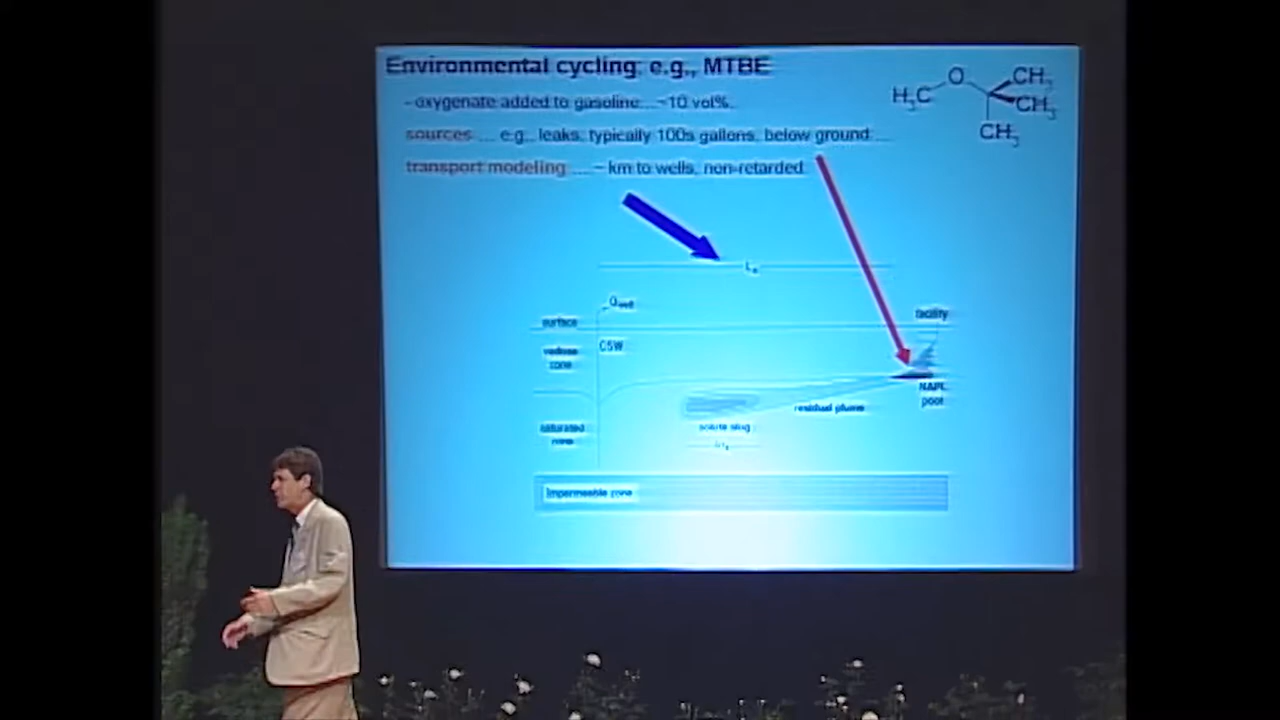 Environmental cycling: e.g., MTBE
- oxygenate added to gasoline... ~10 vol%.
sources .... e.g., leaks, typically 100s gallons, below ground ....
transport modeling .... ~ km to wells, non-retarded
H3C
O
CH3
CH3
CH3
Qwell
surface
facility
vadose
zone
CSW
NAPL
pool
residual plume
saturated
zone
solute slug
Impermeable zone